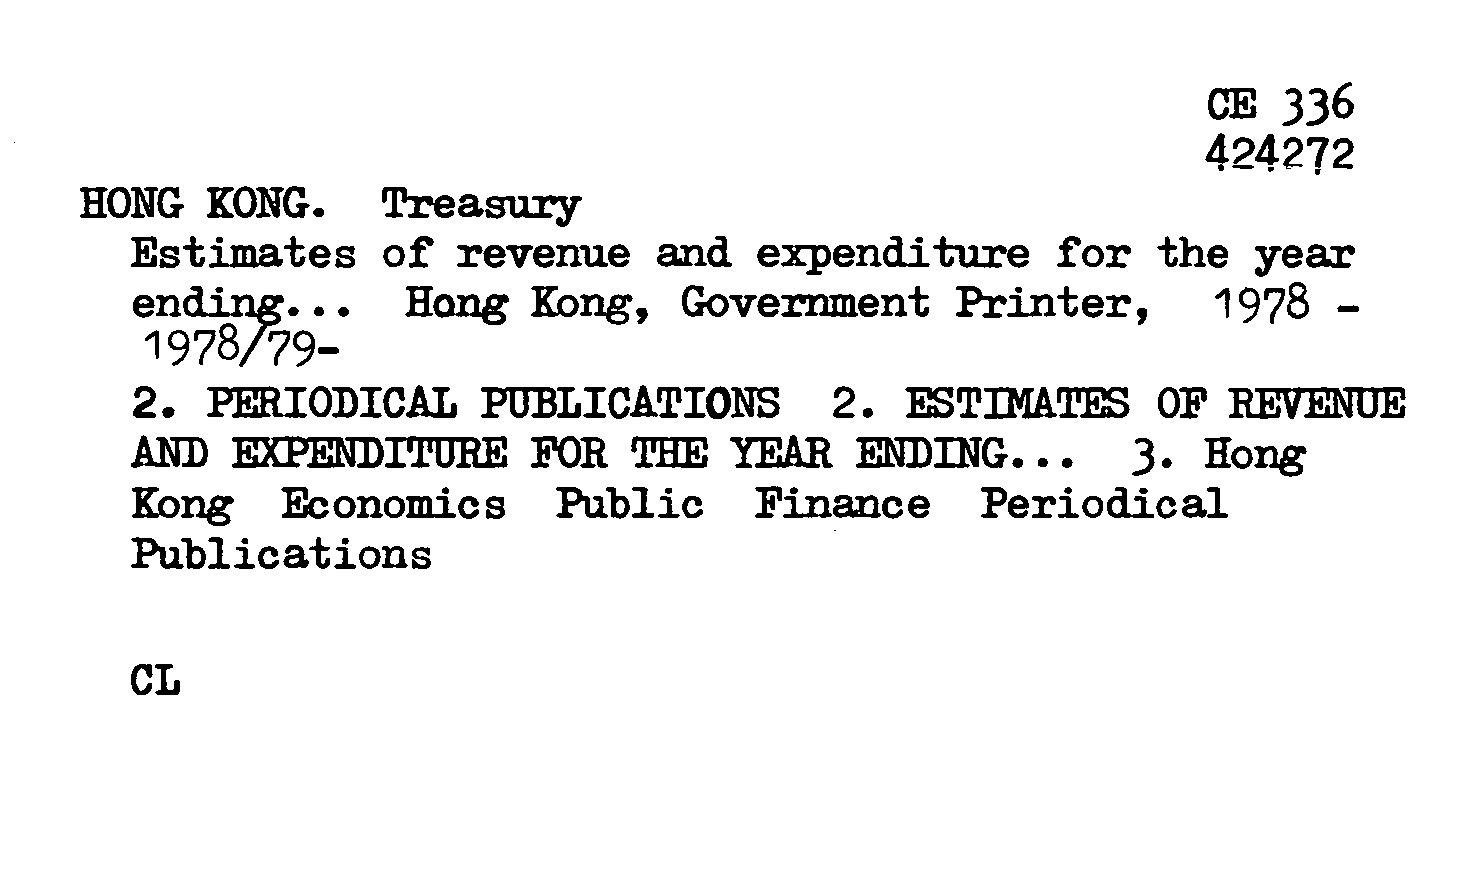 CE 336
424272
HONG KONG. Treasury
Estimates of revenue and expenditure for the year
ending... Hong Kong, Government Printer, 1978 -
1978/79-
2. PERIODICAL PUBLICATIONS 2. ESTIMATES OF REVENUE
AND EXPENDITURE FOR THE YEAR ENDING... 3. Hong
Kong Economics Public Finance Periodical
Publications
CL